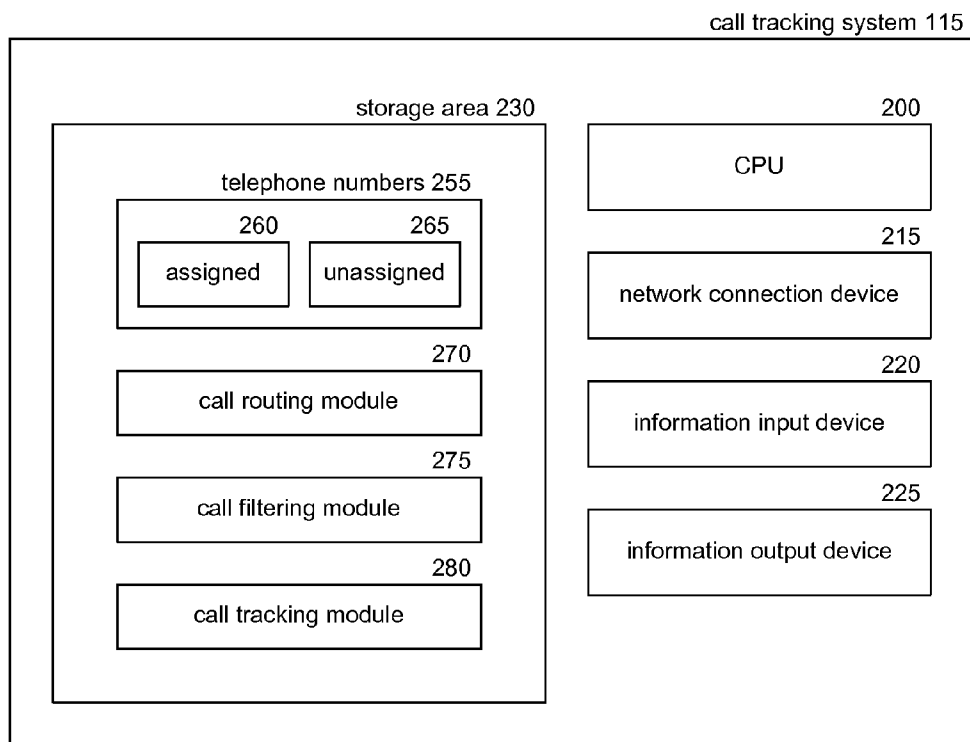 call tracking system 115
storage area 230
telephone numbers 255
260
assigned
265
unassigned
270
call routing module
275
call filtering module
280
call tracking module
200
CPU
215
network connection device
220
information input device
225
information output device